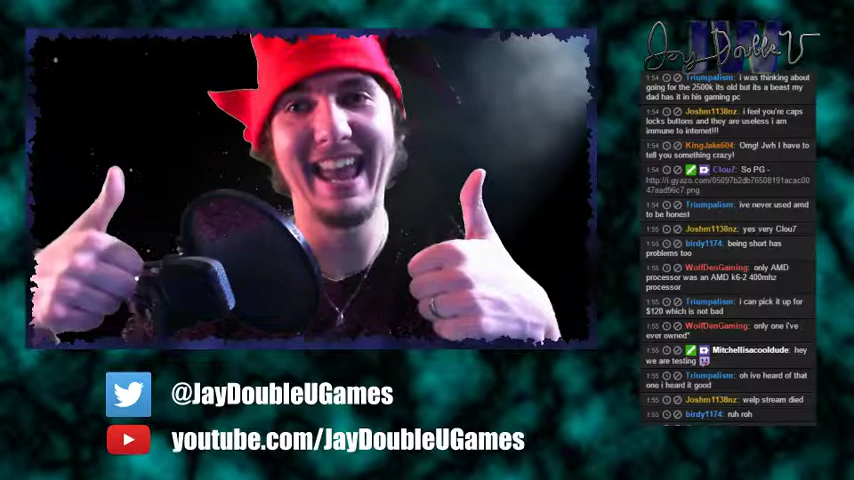 Jay Double U
1:54 Triumpalism: i was thinking about
going for the 2500k its old but its a beast my
dad has it in his gaming pc
1:54 Joshm1138nz: i feel you're caps
locks buttons and they are useless i am
immune to internet!!!
1:54 KingJake604: Omg! Jwh I have to
tell you something crazy!
1:54 Clou7: So PG -
1:54 Triumpalism: ive never used amd
to be honest
1:55 Joshm1138nz: yes very Clou7
1:55 birdy1174: being short has
problems too
1:55 WolfDenGaming: only AMD
processor was an AMD k6-2 400mhz
processor
1:55 Triumpalism: i can pick it up for
$120 which is not bad
1:55 WolfDenGaming: only one i've
ever owned*
1:55 Mitchellisacooldude: hey
we are testing
1:55 Triumpalism: oh ive heard of that
one i heard it good
1:55 Joshm1138nz: welp stream died
1:55 birdy1174: ruh roh
@JayDoubleUGames
youtube.com/JayDoubleUGames